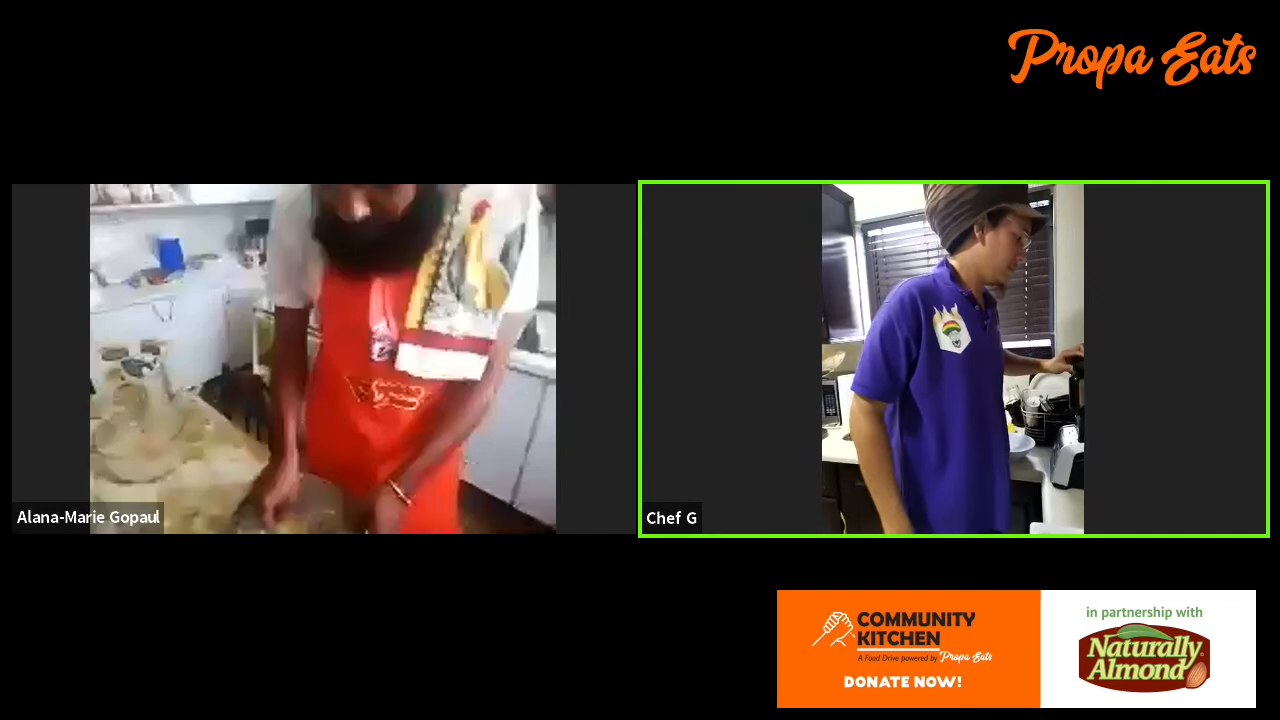 Propa Eats
Alana-Marie Gopaul
Chef G
COMMUNITY
KITCHEN
A Food Drive powered by Propa Eats
DONATE NOW!
in partnership with
Naturally
Almond